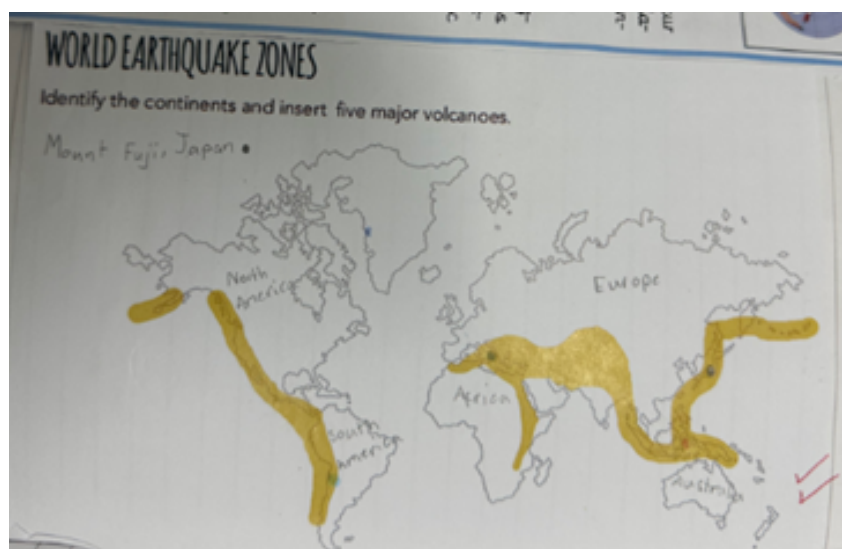 WORLD EARTHQUAKE ZONES
Identify the continents and insert five major volcanoes.
Mount Fuji, Japan
North
America
Europe
Africa
South
America
Australia